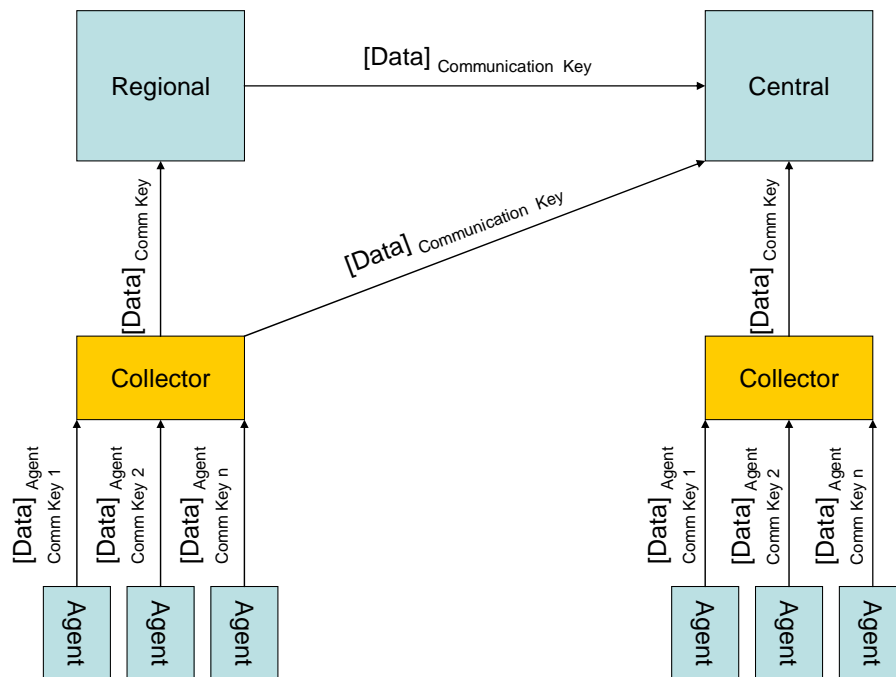 [Data] Communication Key
Regional
Central
[Data] Comm Key
[Data] Communication Key
[Data] Comm Key
Collector
Collector
[Data] Agent
Comm Key 1
[Data] Agent
Comm Key 2
[Data] Agent
Comm Key n
[Data] Agent
Comm Key 1
[Data] Agent
Comm Key 2
[Data] Agent
Comm Key n
Agent
Agent
Agent
Agent
Agent
Agent